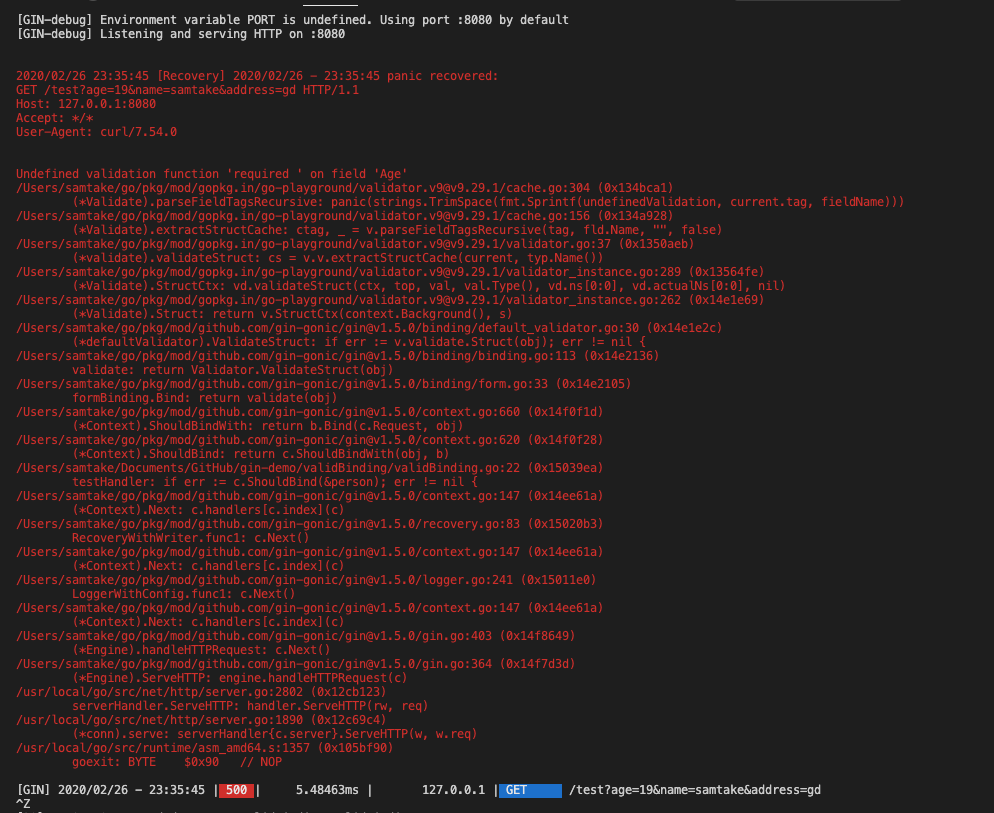 [GIN-debug] Environment variable PORT is undefined. Using port :8080 by default
[GIN-debug] Listening and serving HTTP on :8080
2020/02/26 23:35:45 [Recovery] 2020/02/26 - 23:35:45 panic recovered:
GET /test?age=19&name=samtake&address=gd HTTP/1.1
Host: 127.0.0.1:8080
Accept: */*
User-Agent: curl/7.54.0
Undefined validation function 'required ' on field 'Age'
/Users/samtake/go/pkg/mod/gopkg.in/go-playground/validator.v9@v9.29.1/cache.go:304 (0x134bca1)
(*Validate).parseFieldTagsRecursive: panic(strings.TrimSpace(fmt.Sprintf(undefinedValidation, current.tag, fieldName)))
/Users/samtake/go/pkg/mod/gopkg.in/go-playground/validator.v9@v9.29.1/cache.go:156 (0x134a928)
(*Validate).extractStructCache: ctag, _ = v.parseFieldTagsRecursive(tag, fld.Name, "", false)
/Users/samtake/go/pkg/mod/gopkg.in/go-playground/validator.v9@v9.29.1/validator.go:37 (0x1350aeb)
(*validate).validateStruct: cs = v.v.extractStructCache(current, typ.Name())
/Users/samtake/go/pkg/mod/gopkg.in/go-playground/validator.v9@v9.29.1/validator_instance.go:289 (0x13564fe)
(*Validate).StructCtx: vd.validateStruct(ctx, top, val, val.Type(), vd.ns[0:0], vd.actualNs[0:0], nil)
/Users/samtake/go/pkg/mod/gopkg.in/go-playground/validator.v9@v9.29.1/validator_instance.go:262 (0x14e1e69)
(*Validate).Struct: return v.StructCtx(context.Background(), s)
/Users/samtake/go/pkg/mod/github.com/gin-gonic/gin@v1.5.0/binding/default_validator.go:30 (0x14e1e2c)
(*defaultValidator).ValidateStruct: if err := v.validate.Struct(obj); err != nil {
/Users/samtake/go/pkg/mod/github.com/gin-gonic/gin@v1.5.0/binding/binding.go:113 (0x14e2136)
validate: return Validator.ValidateStruct(obj)
/Users/samtake/go/pkg/mod/github.com/gin-gonic/gin@v1.5.0/binding/form.go:33 (0x14e2105)
formBinding.Bind: return validate(obj)
/Users/samtake/go/pkg/mod/github.com/gin-gonic/gin@v1.5.0/context.go:660 (0x14f0f1d)
(*Context).ShouldBindWith: return b.Bind(c.Request, obj)
/Users/samtake/go/pkg/mod/github.com/gin-gonic/gin@v1.5.0/context.go:620 (0x14f0f28)
(*Context).ShouldBind: return c.ShouldBindWith(obj, b)
/Users/samtake/Documents/GitHub/gin-demo/validBinding/validBinding.go:22 (0x15039ea)
testHandler: if err := c.ShouldBind(&person); err != nil {
/Users/samtake/go/pkg/mod/github.com/gin-gonic/gin@v1.5.0/context.go:147 (0x14ee61a)
(*Context).Next: c.handlers[c.index](c)
/Users/samtake/go/pkg/mod/github.com/gin-gonic/gin@v1.5.0/recovery.go:83 (0x15020b3)
RecoveryWithWriter.func1: c.Next()
/Users/samtake/go/pkg/mod/github.com/gin-gonic/gin@v1.5.0/context.go:147 (0x14ee61a)
(*Context).Next: c.handlers[c.index](c)
/Users/samtake/go/pkg/mod/github.com/gin-gonic/gin@v1.5.0/logger.go:241 (0x15011e0)
LoggerWithConfig.func1: c.Next()
/Users/samtake/go/pkg/mod/github.com/gin-gonic/gin@v1.5.0/context.go:147 (0x14ee61a)
(*Context).Next: c.handlers[c.index](c)
/Users/samtake/go/pkg/mod/github.com/gin-gonic/gin@v1.5.0/gin.go:403 (0x14f8649)
(*Engine).handleHTTPRequest: c.Next()
/Users/samtake/go/pkg/mod/github.com/gin-gonic/gin@v1.5.0/gin.go:364 (0x14f7d3d)
(*Engine).ServeHTTP: engine.handleHTTPRequest(c)
/usr/local/go/src/net/http/server.go:2802 (0x12cb123)
serverHandler.ServeHTTP: handler.ServeHTTP(rw, req)
/usr/local/go/src/net/http/server.go:1890 (0x12c69c4)
(*conn).serve: serverHandler{c.server}.ServeHTTP(w, w.req)
/usr/local/go/src/runtime/asm_amd64.s:1357 (0x105bf90)
goexit: BYTE $0x90 // NOP
[GIN] 2020/02/26 - 23:35:45 | 500 | 5.48463ms | 127.0.0.1 | GET /test?age=19&name=samtake&address=gd
^Z